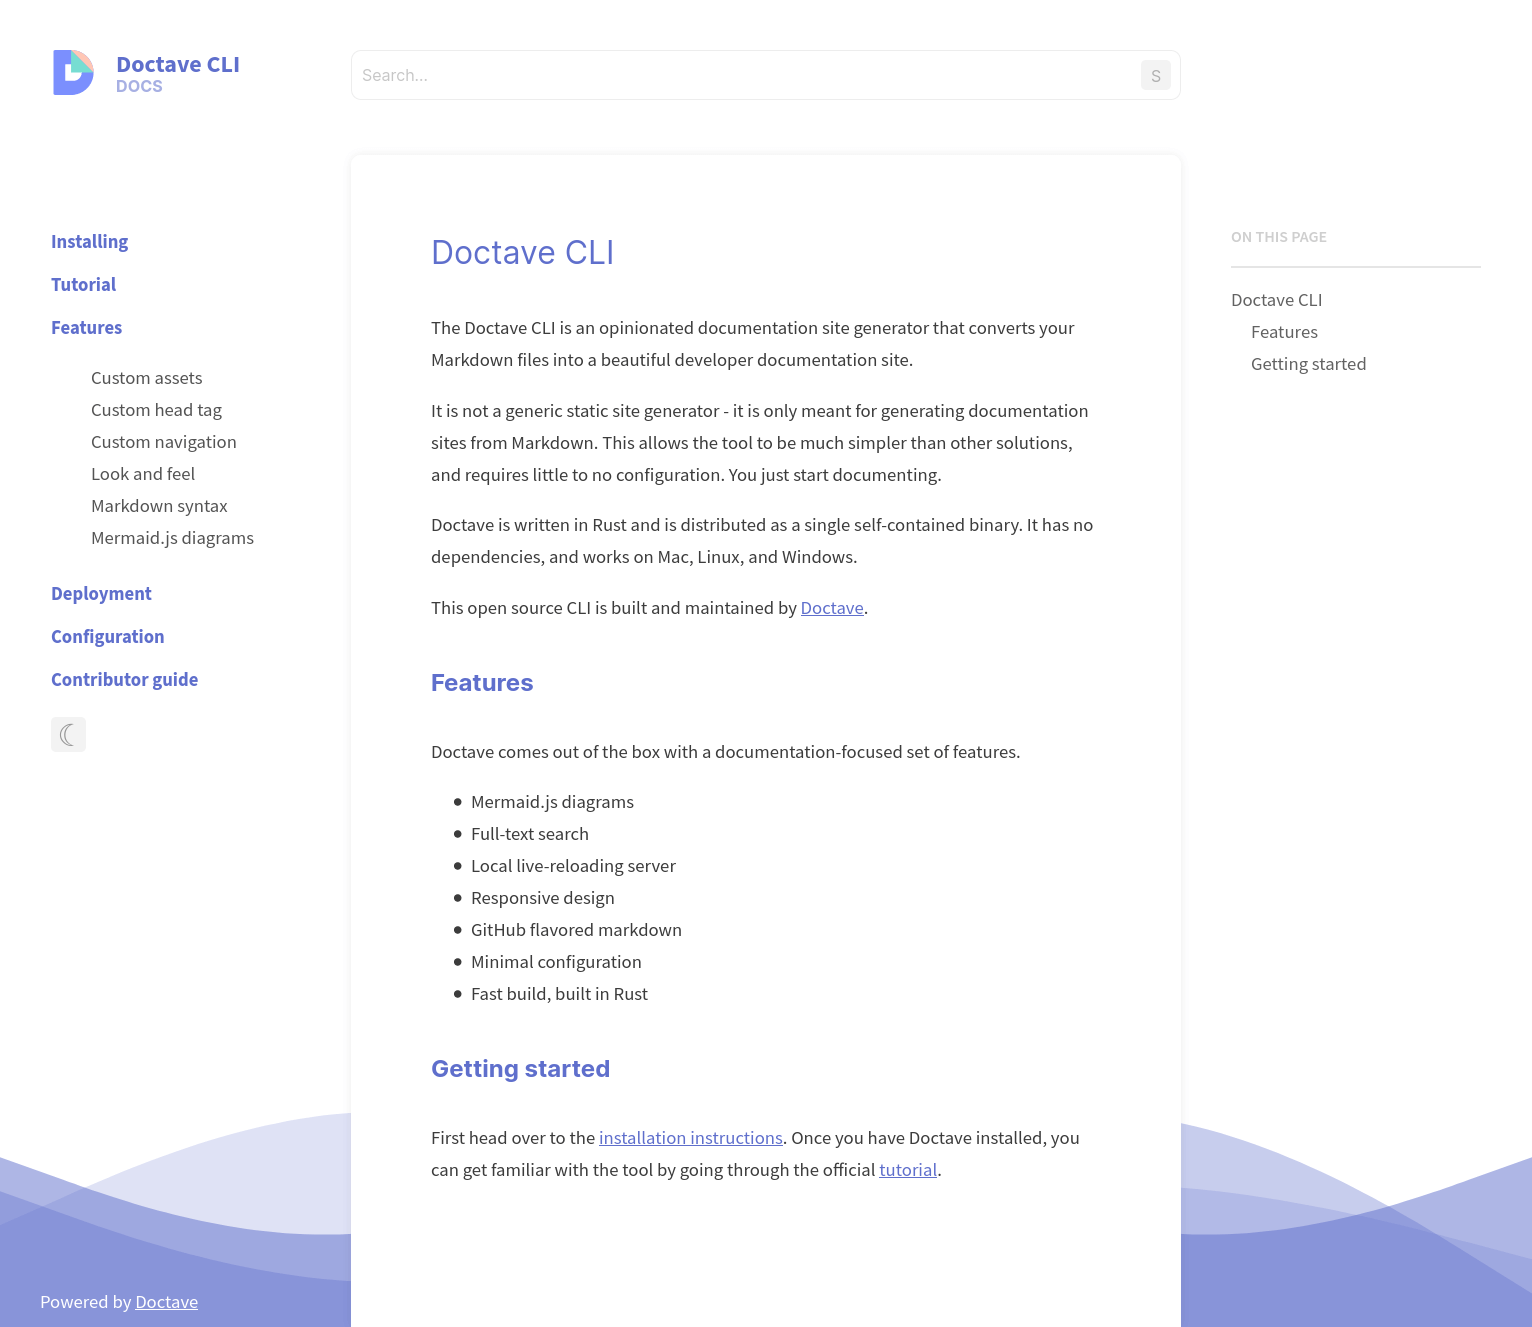 Doctave CLI
DOCS
Search...
S
Installing
Tutorial
Features
Custom assets
Custom head tag
Custom navigation
Look and feel
Markdown syntax
Mermaid.js diagrams
Deployment
Configuration
Contributor guide
Doctave CLI
The Doctave CLI is an opinionated documentation site generator that converts your
Markdown files into a beautiful developer documentation site.
It is not a generic static site generator - it is only meant for generating documentation
sites from Markdown. This allows the tool to be much simpler than other solutions,
and requires little to no configuration. You just start documenting.
Doctave is written in Rust and is distributed as a single self-contained binary. It has no
dependencies, and works on Mac, Linux, and Windows.
This open source CLI is built and maintained by Doctave.
Features
Doctave comes out of the box with a documentation-focused set of features.
• Mermaid.js diagrams
• Full-text search
• Local live-reloading server
• Responsive design
• GitHub flavored markdown
• Minimal configuration
• Fast build, built in Rust
Getting started
First head over to the installation instructions. Once you have Doctave installed, you
can get familiar with the tool by going through the official tutorial.
ON THIS PAGE
Doctave CLI
Features
Getting started
Powered by Doctave